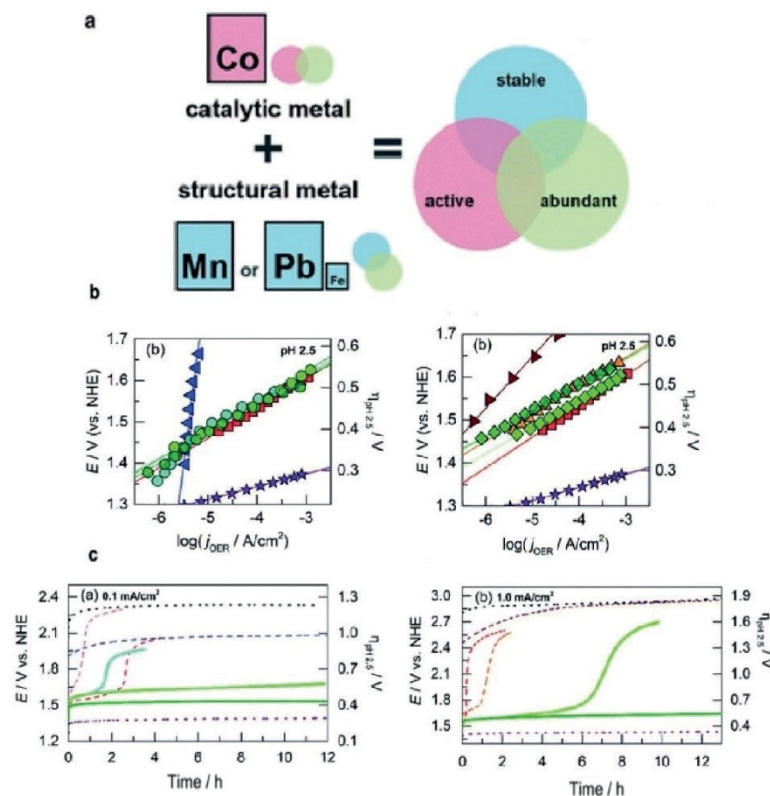 a
Co
catalytic metal
+
structural metal
Mn or Pb Fe
=
stable
active
abundant
b
(b)
pH 2.5
1.7
1.6
1.5
1.4
1.3
E / V (vs. NHE)
0.6
0.5
0.4
0.3
η pH 2.5 / V
-6 -5 -4 -3
log(j OER / A/cm²)
(b)
pH 2.5
1.7
1.6
1.5
1.4
1.3
E / V (vs. NHE)
0.6
0.5
0.4
0.3
η pH 2.5 / V
-6 -5 -4 -3
log(j OER / A/cm²)
c
(a) 0.1 mA/cm²
2.4
2.1
1.8
1.5
1.2
E / V vs. NHE
1.3
1.0
0.7
0.4
0.1
η pH 2.5 / V
0 2 4 6 8 10 12
Time / h
(b) 1.0 mA/cm²
3.0
2.7
2.4
2.1
1.8
1.5
E / V vs. NHE
1.9
1.6
1.3
1.0
0.7
0.4
η pH 2.5 / V
0 2 4 6 8 10 12
Time / h